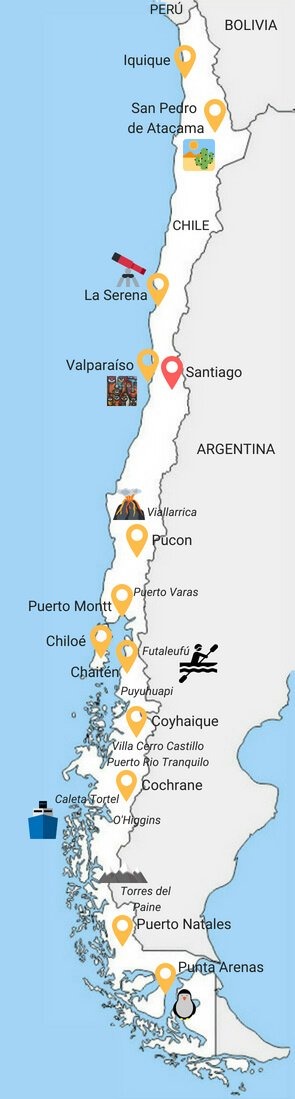 PERÚ
BOLIVIA
Iquique
San Pedro
de Atacama
CHILE
La Serena
Valparaíso
Santiago
ARGENTINA
Viallarrica
Pucon
Puerto Varas
Puerto Montt
Chiloé
Futaleufú
Chaitén
Puyuhuapi
Coyhaique
Villa Cerro Castillo
Puerto Rio Tranquilo
Cochrane
Caleta Tortel
O'Higgins
Torres del
Paine
Puerto Natales
Punta Arenas